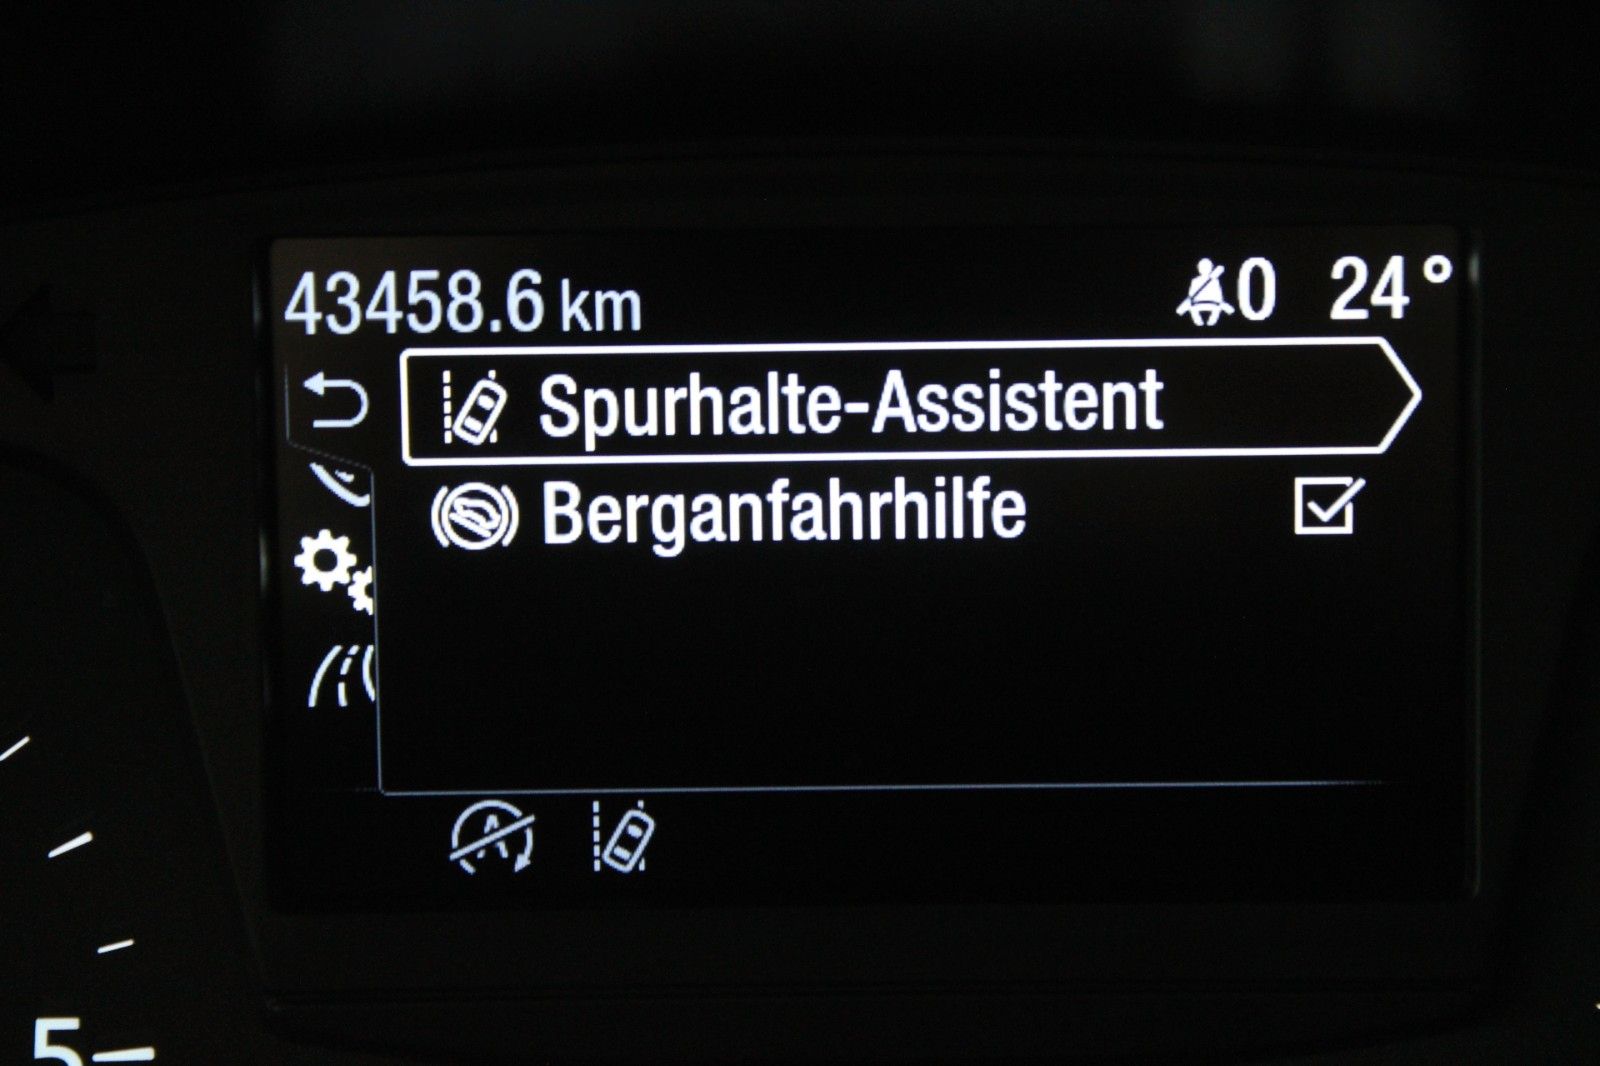 43458.6 km 0 24°
Spurhalte-Assistent
Berganfahrhilfe
A
5